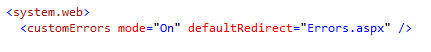 <system.web>
<customErrors mode="On" defaultRedirect="Errors.aspx" />